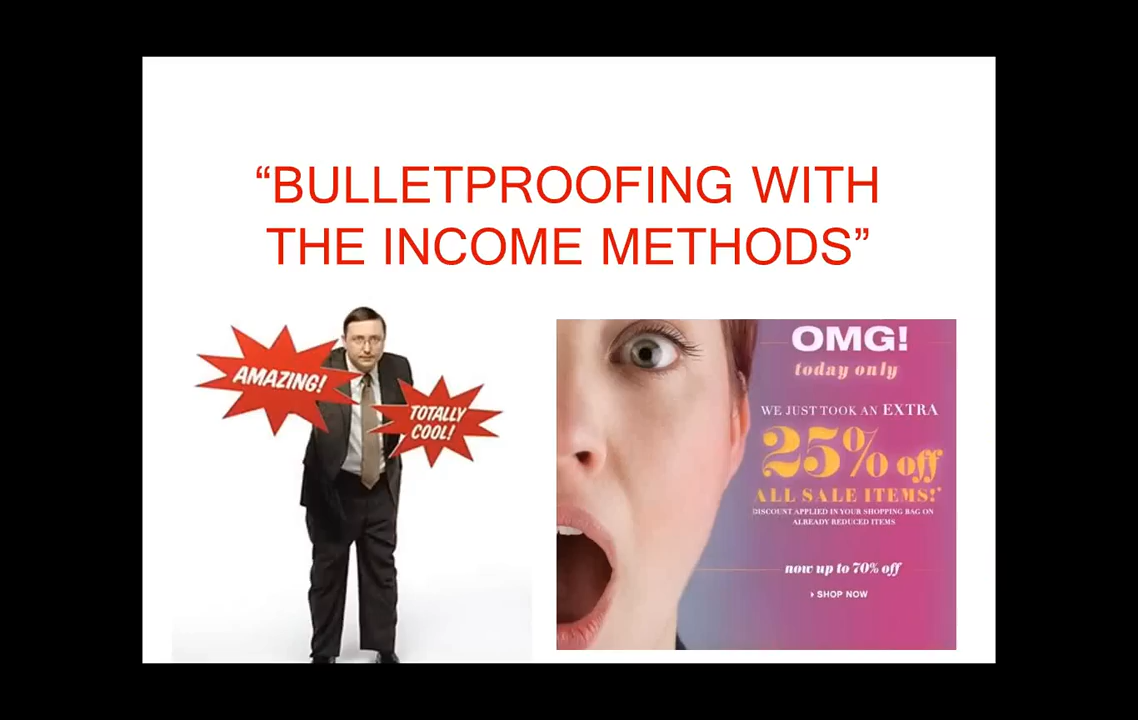 “BULLETPROOFING WITH
THE INCOME METHODS”
AMAZING!
TOTALLY
COOL!
OMG!
today only
WE JUST TOOK AN EXTRA
25% off
ALL SALE ITEMS!*
DISCOUNT APPLIED IN YOUR SHOPPING BAG ON
ALREADY REDUCED ITEMS
now up to 70% off
SHOP NOW